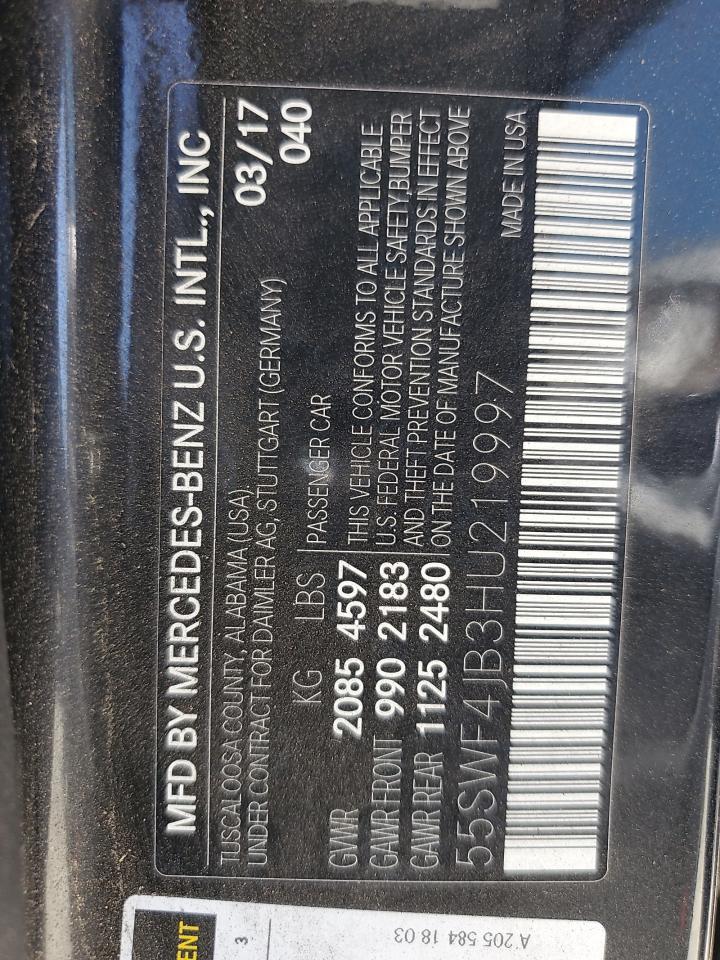 MFD BY MERCEDES-BENZ U.S. INTL., INC
TUSCALOOSA COUNTY, ALABAMA (USA)
03/17
UNDER CONTRACT FOR DAIMLER AG, STUTTGART (GERMANY)
040
KG LBS PASSENGER CAR
GVWR 2085 4597
GAWR FRONT 990 2183
GAWR REAR 1125 2480
THIS VEHICLE CONFORMS TO ALL APPLICABLE
U.S. FEDERAL MOTOR VEHICLE SAFETY, BUMPER
AND THEFT PREVENTION STANDARDS IN EFFECT
ON THE DATE OF MANUFACTURE SHOWN ABOVE
55SWF4JB3HU219997
MADE IN USA
ENT
3
A 205 584 18 03